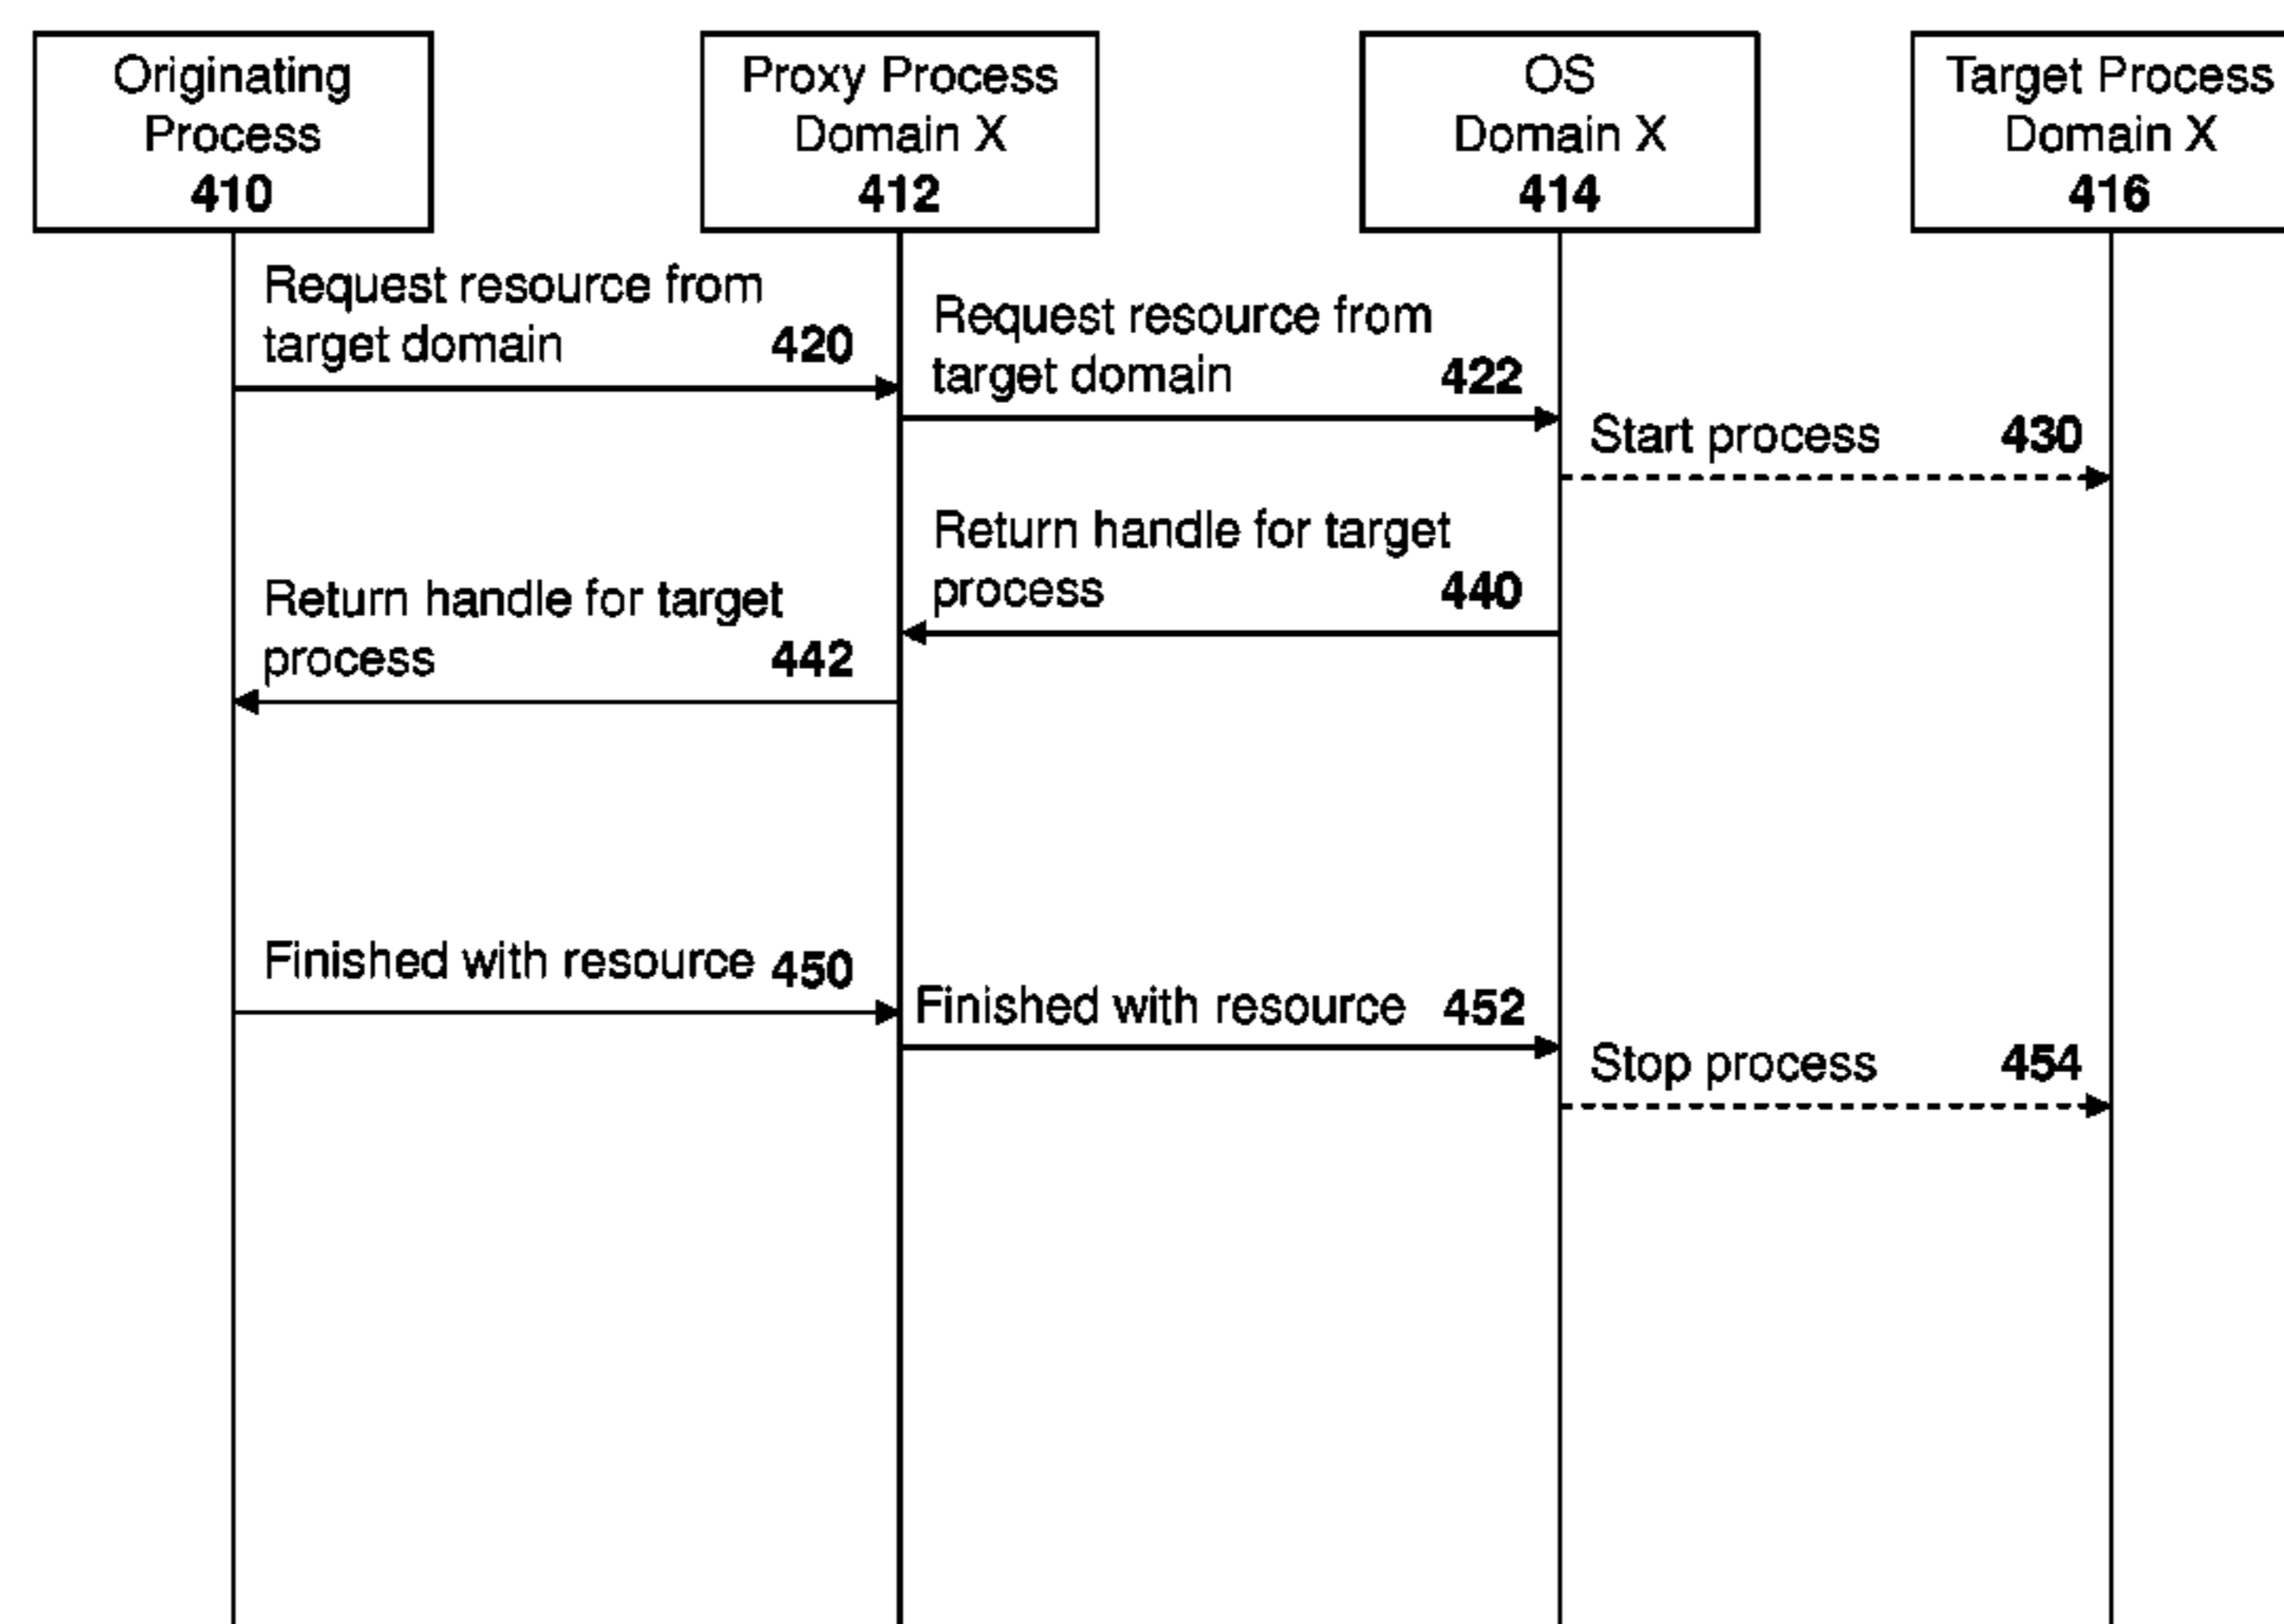 Originating
Process
410
Proxy Process
Domain X
412
OS
Domain X
414
Target Process
Domain X
416
Request resource from
target domain 420
Request resource from
target domain 422
Start process 430
Return handle for target
process 440
Return handle for target
process 442
Finished with resource 450
Finished with resource 452
Stop process 454